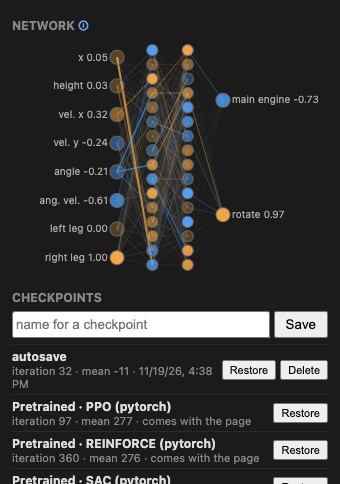 NETWORK ⓘ
x 0.05
height 0.03
vel. x 0.32
vel. y -0.24
angle -0.21
ang. vel. -0.61
left leg 0.00
right leg 1.00
main engine -0.73
rotate 0.97
CHECKPOINTS
name for a checkpoint
Save
autosave
iteration 32 · mean -11 · 11/19/26, 4:38
PM
Restore
Delete
Pretrained · PPO (pytorch)
iteration 97 · mean 277 · comes with the page
Restore
Pretrained · REINFORCE (pytorch)
iteration 360 · mean 276 · comes with the page
Restore
Pretrained · SAC (pytorch)